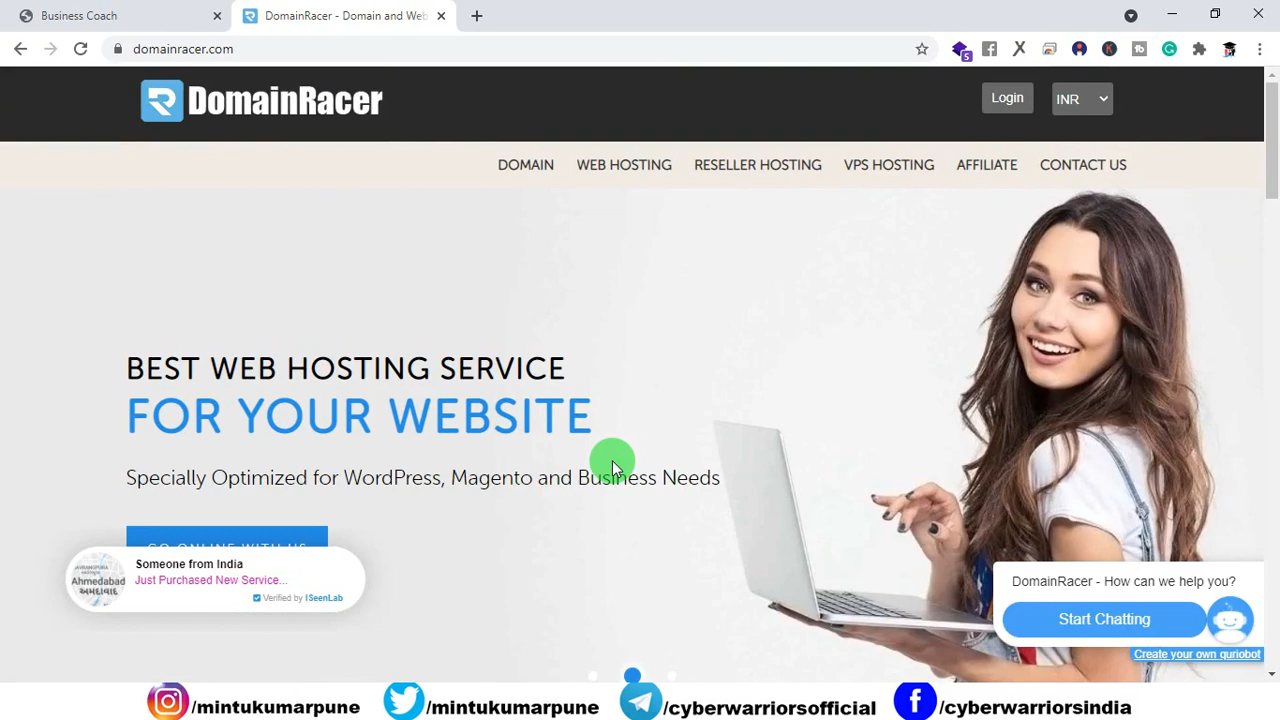 Business Coach
DomainRacer - Domain and Web
domainracer.com
5
DomainRacer
Login
INR
DOMAIN
WEB HOSTING
RESELLER HOSTING
VPS HOSTING
AFFILIATE
CONTACT US
BEST WEB HOSTING SERVICE
FOR YOUR WEBSITE
Specially Optimized for WordPress, Magento and Business Needs
GO ONLINE WITH US
Someone from India
Just Purchased New Service...
Verified by ISeenLab
Ahmedabad
અમદાવાદ
DomainRacer - How can we help you?
Start Chatting
Create your own quriobot
/mintukumarpune
/mintukumarpune
/cyberwarriorsofficial
/cyberwarriorsindia